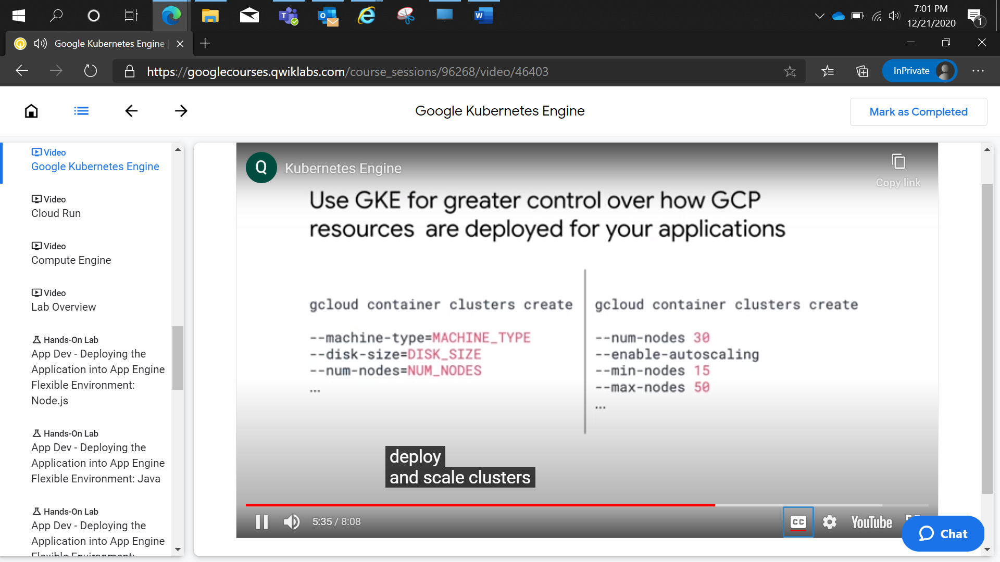 7:01 PM
12/21/2020
1
Google Kubernetes Engine
https://googlecourses.qwiklabs.com/course_sessions/96268/video/46403
InPrivate
Google Kubernetes Engine
Mark as Completed
Video
Google Kubernetes Engine
Video
Cloud Run
Video
Compute Engine
Video
Lab Overview
Hands-On Lab
App Dev - Deploying the
Application into App Engine
Flexible Environment:
Node.js
Hands-On Lab
App Dev - Deploying the
Application into App Engine
Flexible Environment: Java
Hands-On Lab
App Dev - Deploying the
Application into App Engine
Flexible Environment:
Q
Kubernetes Engine
Copy link
Use GKE for greater control over how GCP
resources are deployed for your applications
gcloud container clusters create
--machine-type=MACHINE_TYPE
--disk-size=DISK_SIZE
--num-nodes=NUM_NODES
...
gcloud container clusters create
--num-nodes 30
--enable-autoscaling
--min-nodes 15
--max-nodes 50
...
deploy
and scale clusters
5:35 / 8:08
CC
YouTube
Chat